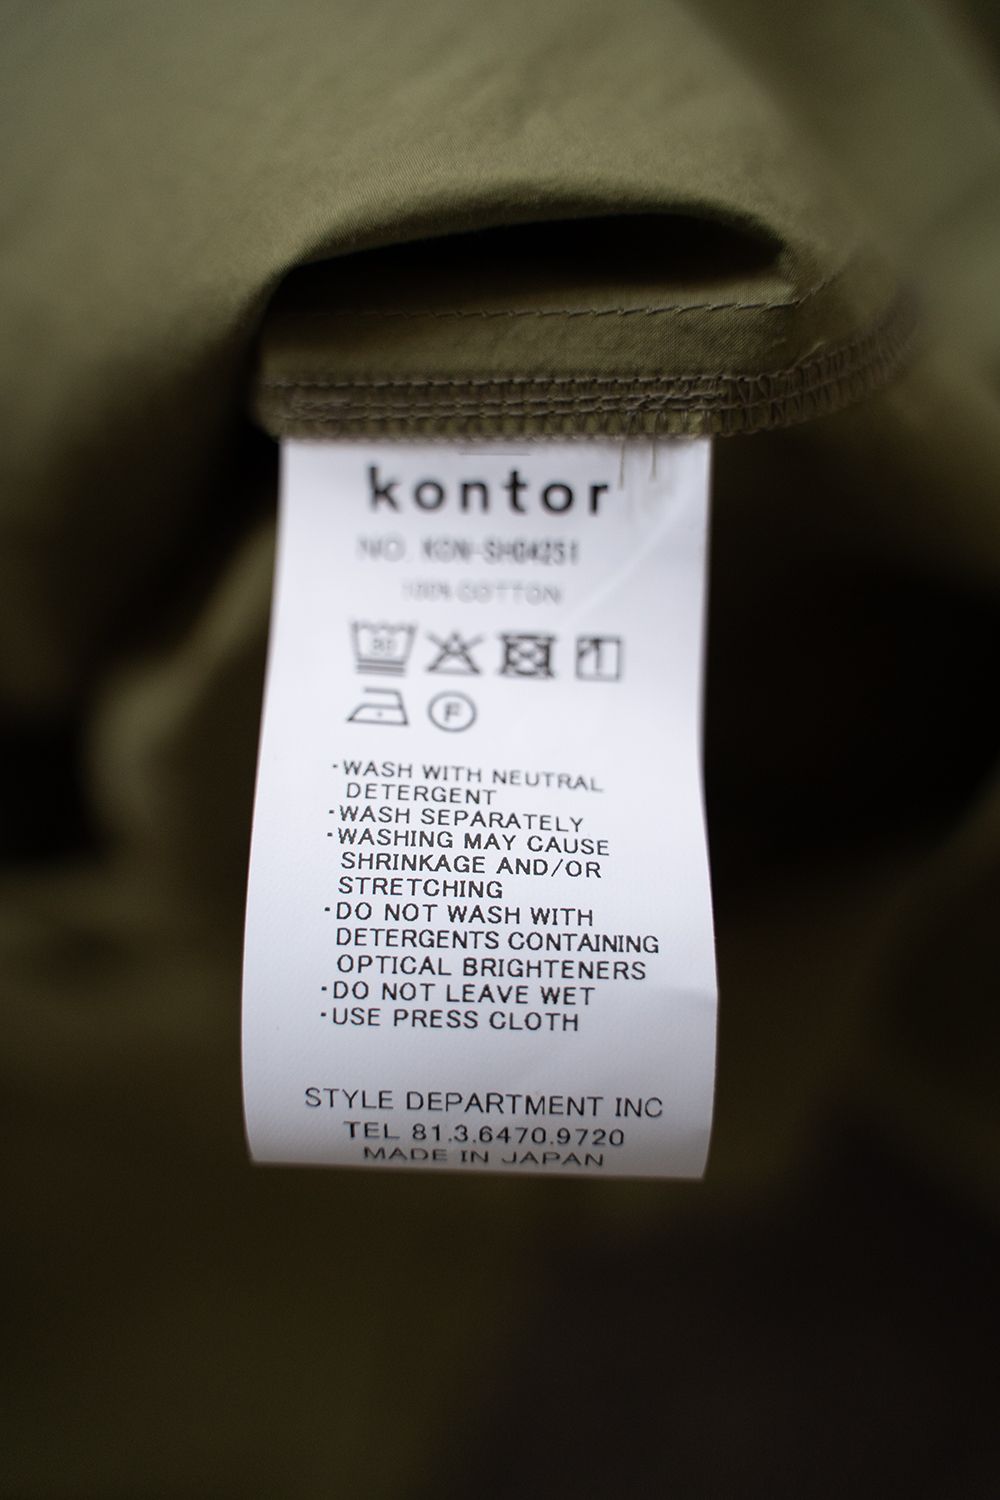 kontor
NO. KON-SH04251
100% COTTON
30
F
·WASH WITH NEUTRAL
DETERGENT
·WASH SEPARATELY
·WASHING MAY CAUSE
SHRINKAGE AND/OR
STRETCHING
·DO NOT WASH WITH
DETERGENTS CONTAINING
OPTICAL BRIGHTENERS
·DO NOT LEAVE WET
·USE PRESS CLOTH
STYLE DEPARTMENT INC
TEL 81.3.6470.9720
MADE IN JAPAN